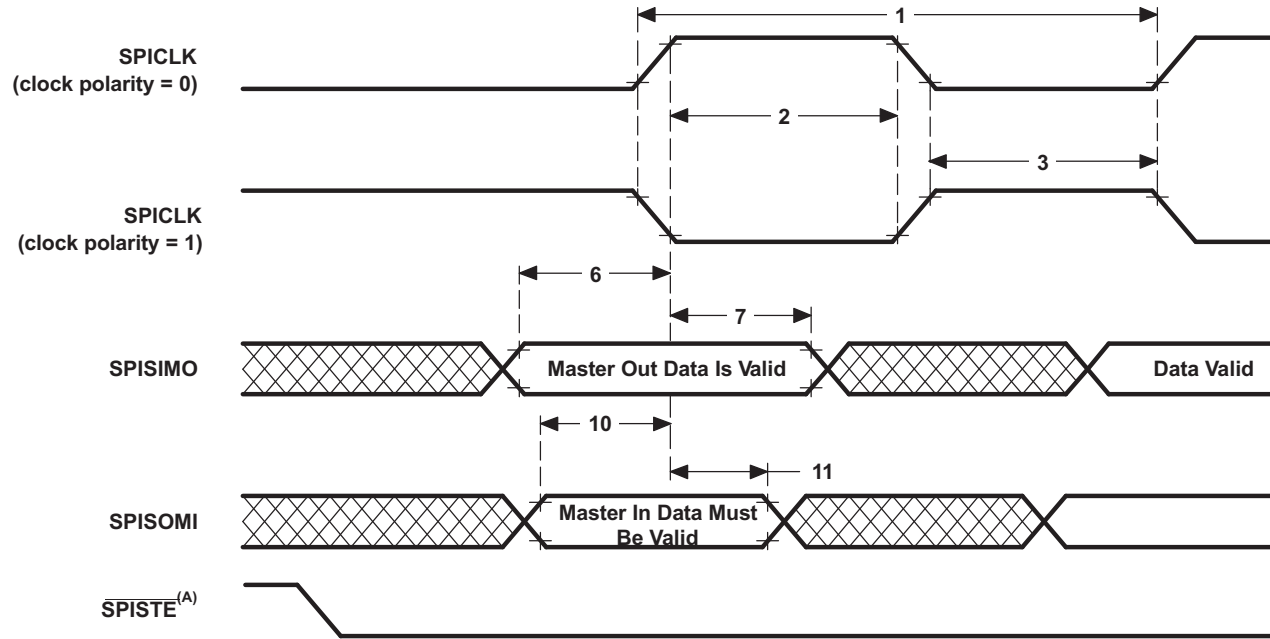 1
SPICLK
(clock polarity = 0)
2
3
SPICLK
(clock polarity = 1)
6
7
SPISIMO
Master Out Data Is Valid
Data Valid
10
11
SPISOMI
Master In Data Must
Be Valid
SPISTE(A)